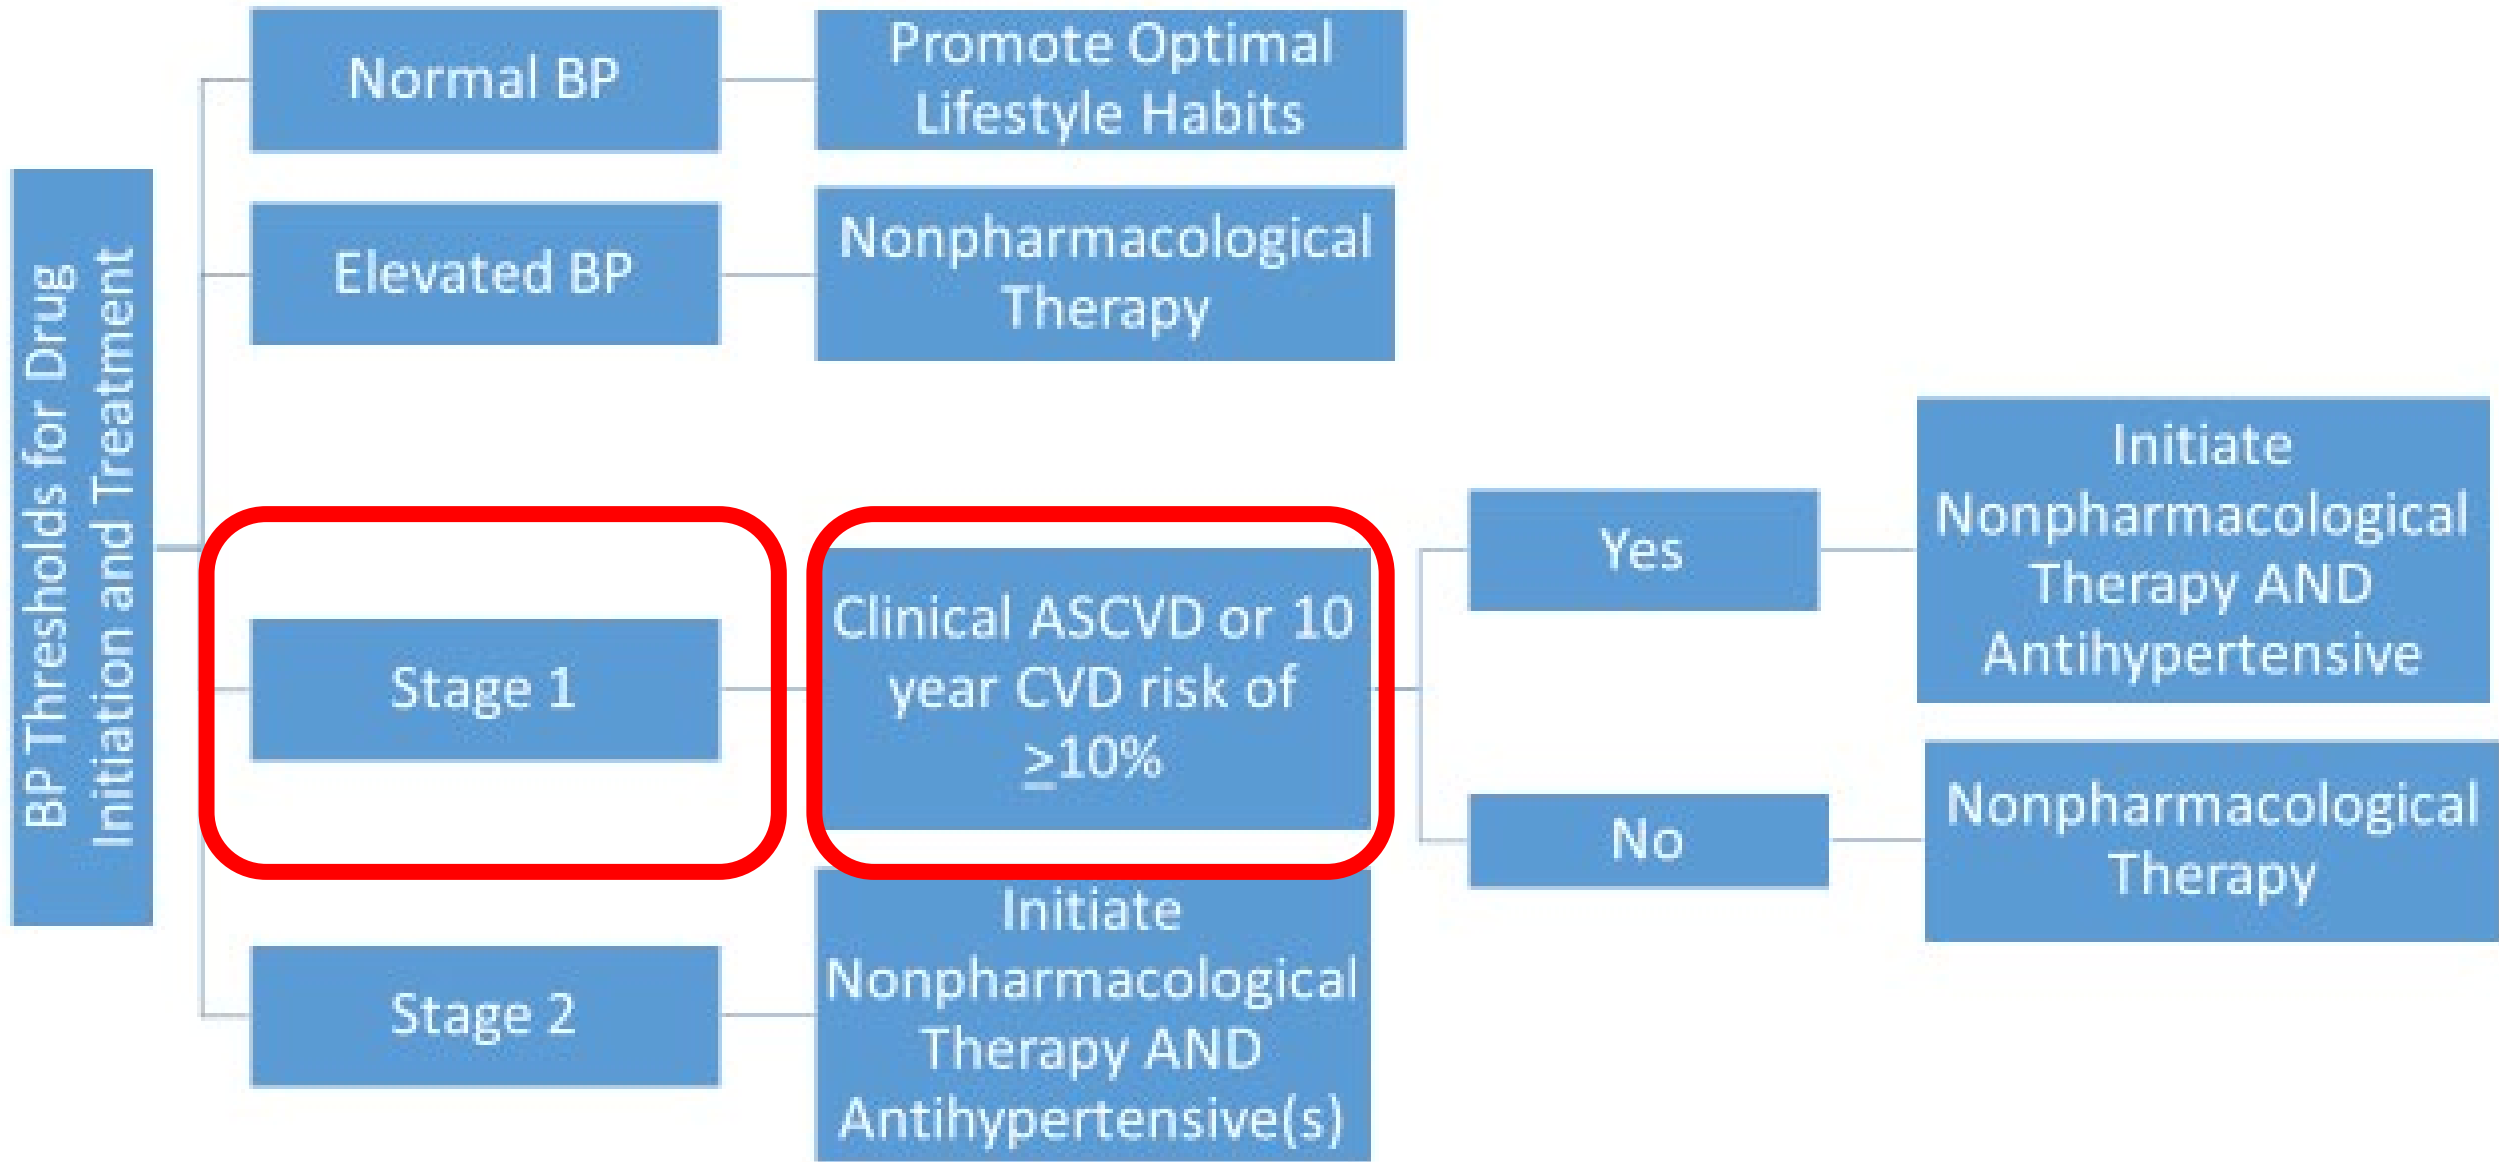 BP Thresholds for Drug
Initiation and Treatment
Normal BP
Promote Optimal
Lifestyle Habits
Elevated BP
Nonpharmacological
Therapy
Stage 1
Clinical ASCVD or 10
year CVD risk of
≥10%
Yes
Initiate
Nonpharmacological
Therapy AND
Antihypertensive
No
Nonpharmacological
Therapy
Stage 2
Initiate
Nonpharmacological
Therapy AND
Antihypertensive(s)